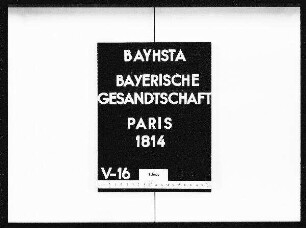 BAYHSTA
BAYERISCHE
GESANDTSCHAFT
PARIS
1814
V-16